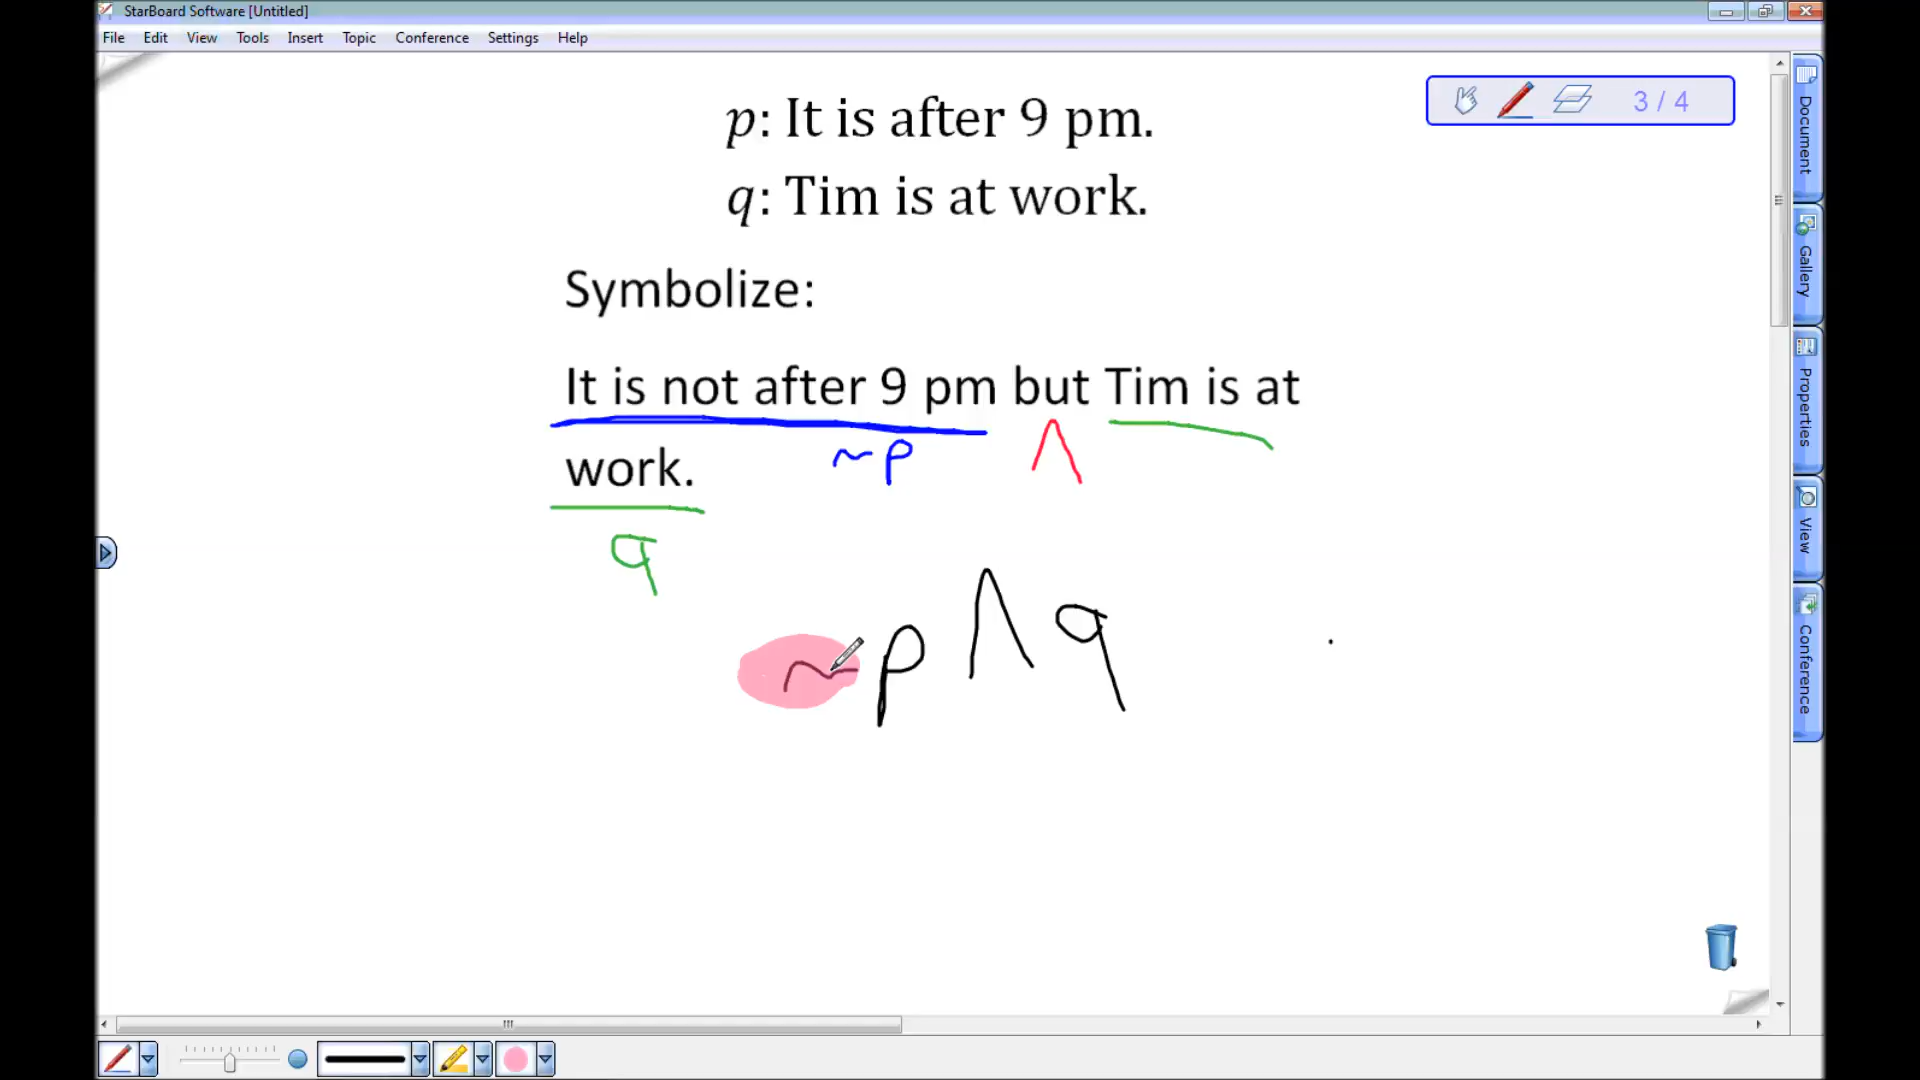 StarBoard Software [Untitled]
File Edit View Tools Insert Topic Conference Settings Help
p: It is after 9 pm.
3 / 4
q: Tim is at work.
Symbolize:
It is not after 9 pm but Tim is at
~p ∧
work.
q
~p ∧ q
Document
Gallery
Properties
View
Conference